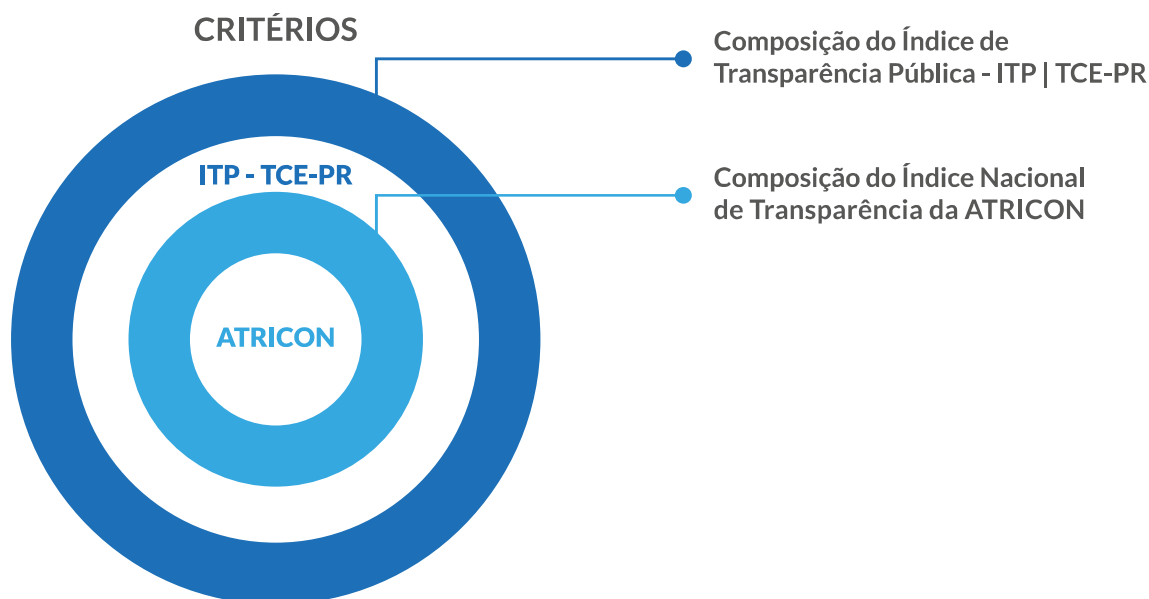 CRITÉRIOS
Composição do Índice de
Transparência Pública - ITP | TCE-PR
ITP - TCE-PR
Composição do Índice Nacional
de Transparência da ATRICON
ATRICON